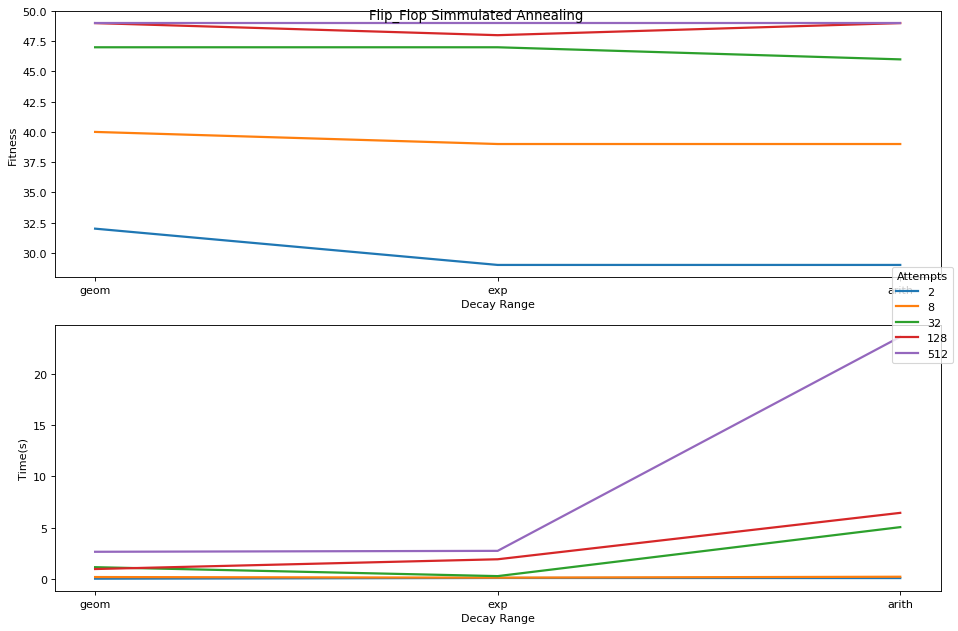 Flip_Flop Simmulated Annealing
50.0
47.5
45.0
42.5
40.0
37.5
35.0
32.5
30.0
Fitness
geom
exp
arith
Decay Range
Attempts
2
8
32
128
512
20
15
10
5
0
Time(s)
geom
exp
arith
Decay Range